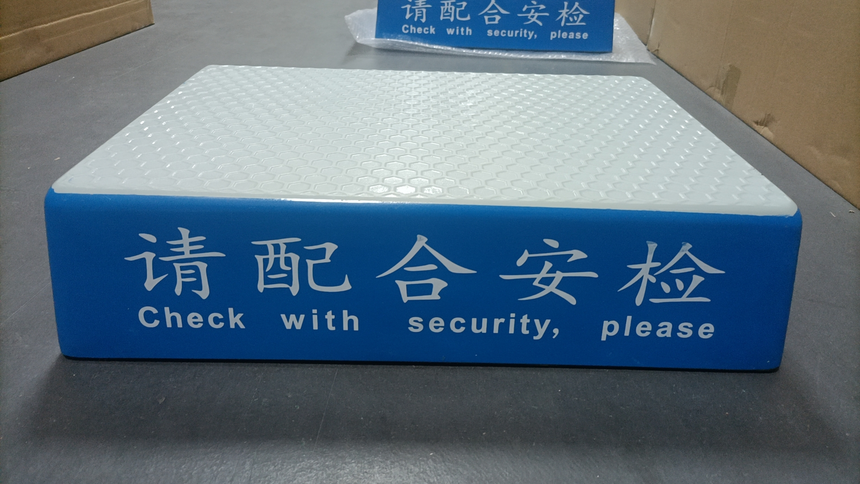 请配合安检
Check with security, please
请配合安检
Check with security, please